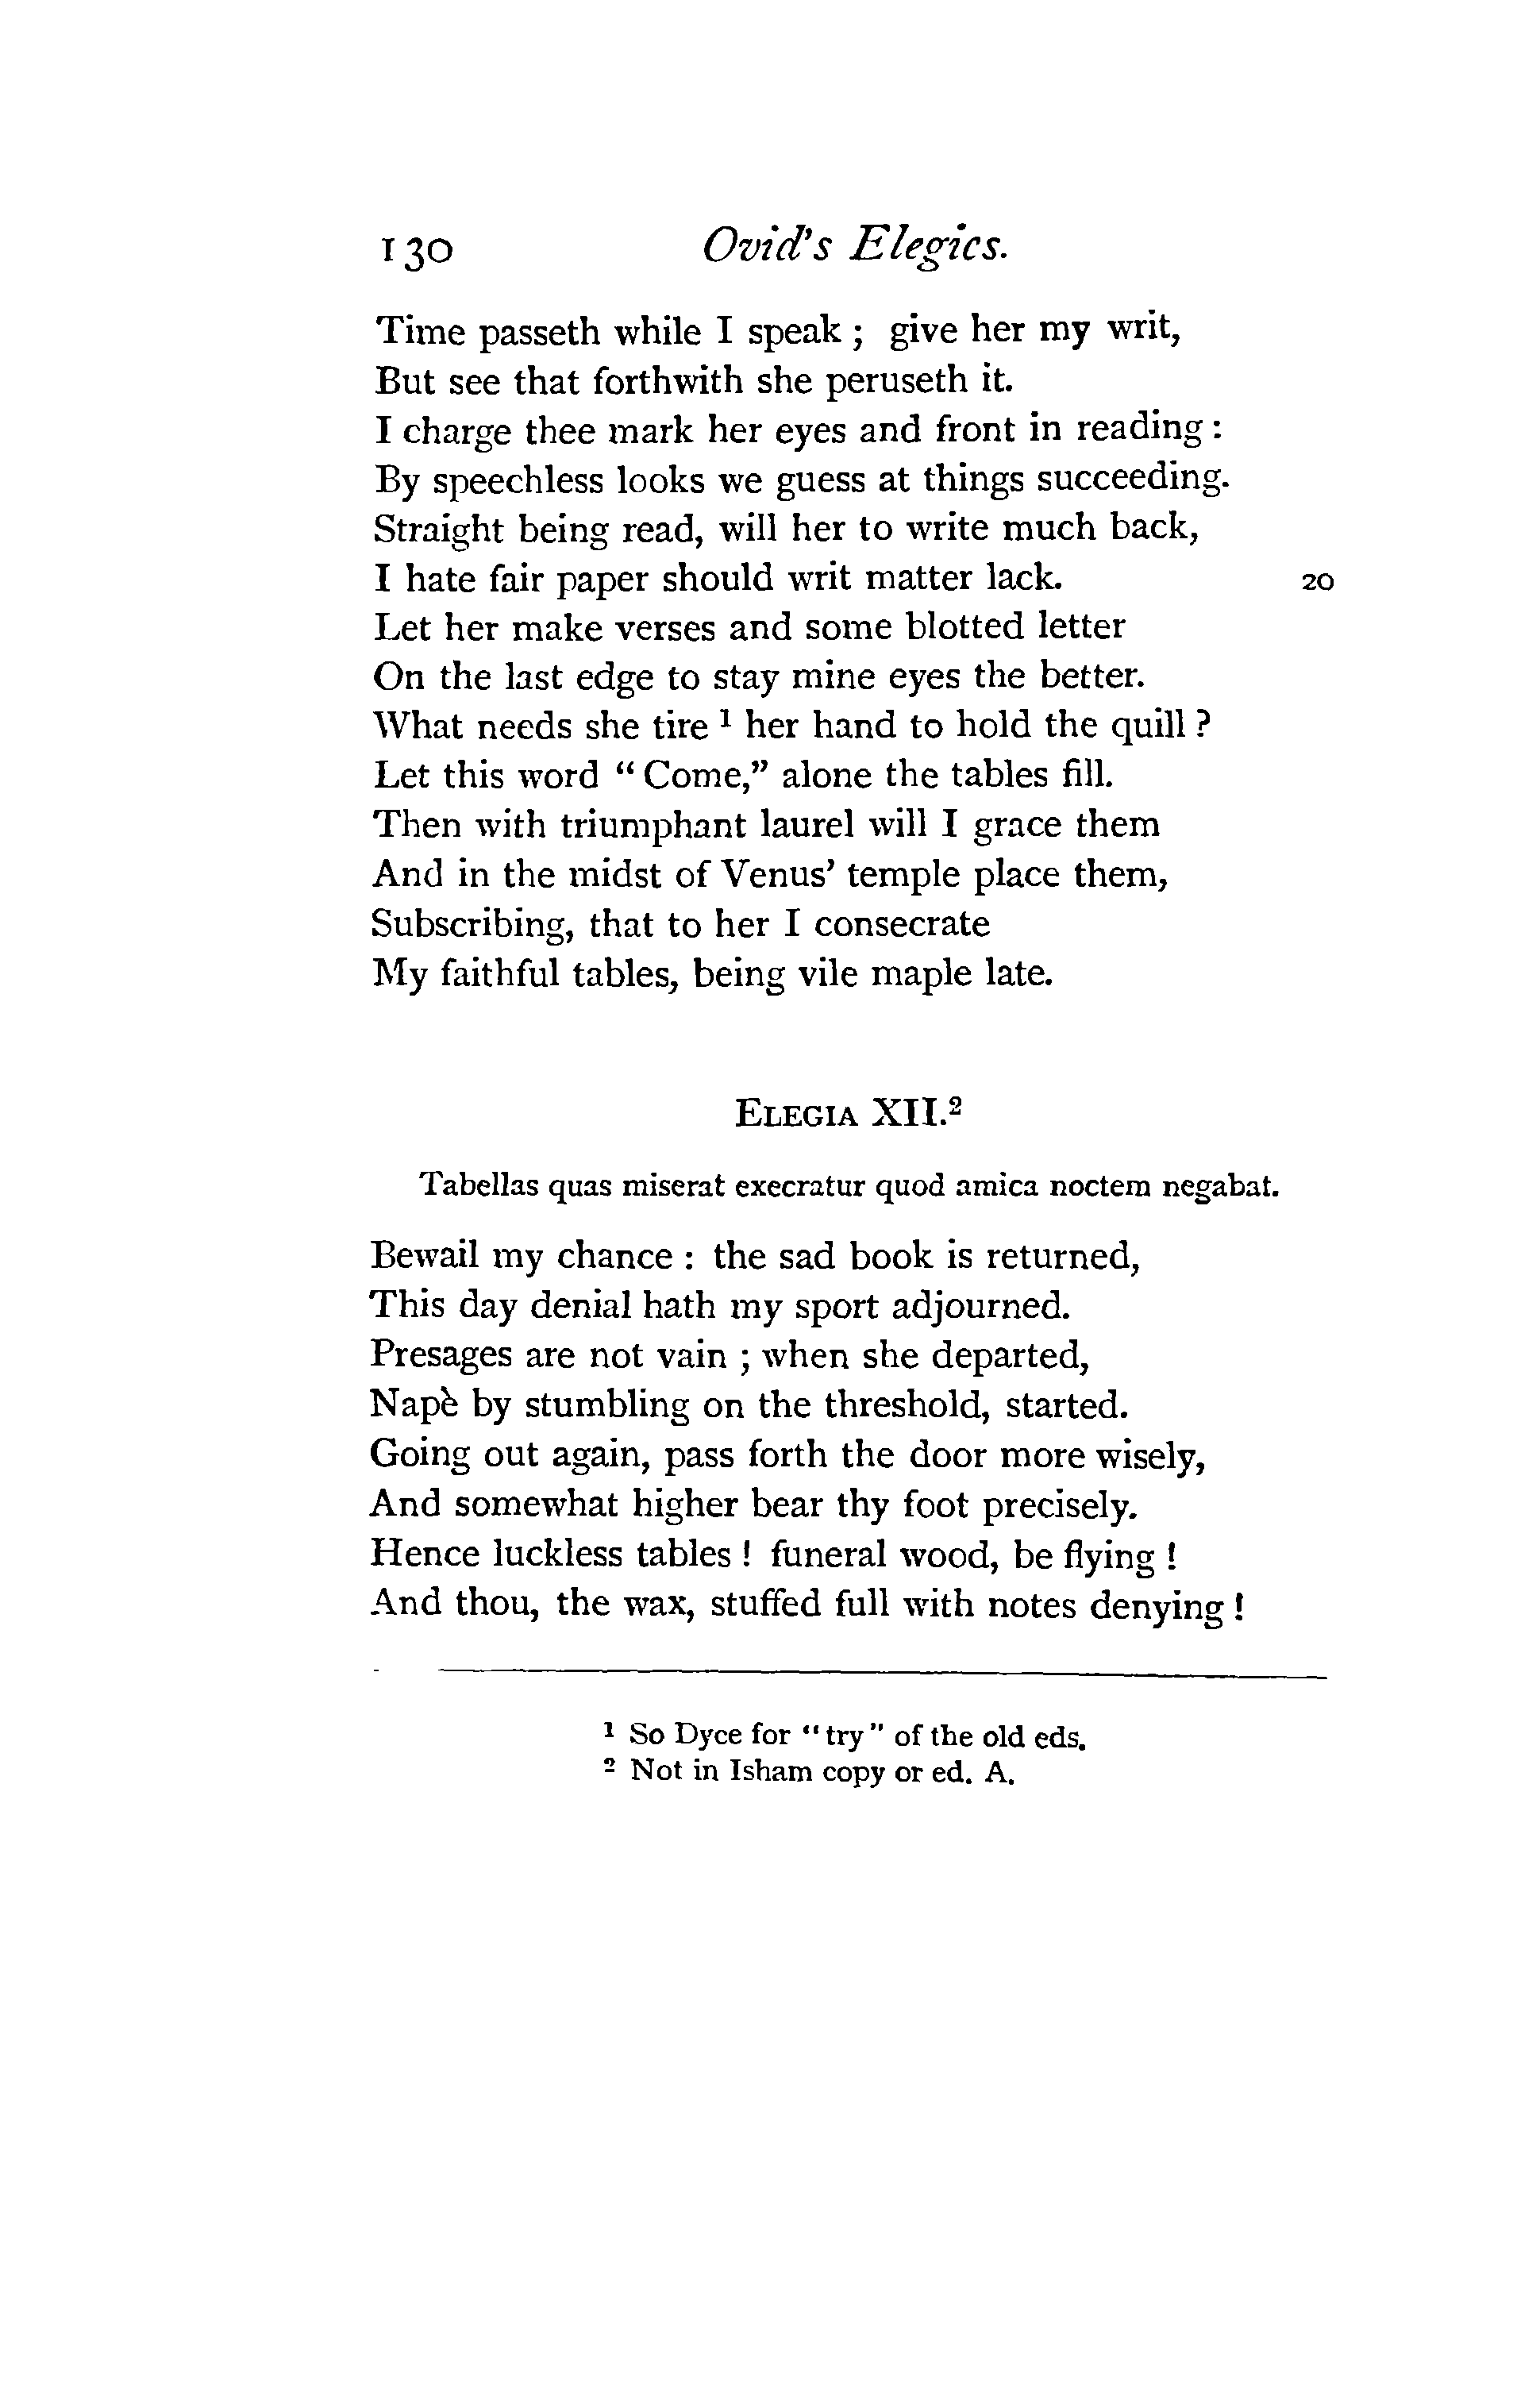 130 Ovid's Elegies.
Time passeth while I speak ; give her my writ,
But see that forthwith she peruseth it.
I charge thee mark her eyes and front in reading :
By speechless looks we guess at things succeeding.
Straight being read, will her to write much back,
I hate fair paper should writ matter lack. 20
Let her make verses and some blotted letter
On the last edge to stay mine eyes the better.
What needs she tire ¹ her hand to hold the quill ?
Let this word “ Come,” alone the tables fill.
Then with triumphant laurel will I grace them
And in the midst of Venus’ temple place them,
Subscribing, that to her I consecrate
My faithful tables, being vile maple late.
ELEGIA XII.²
Tabellas quas miserat execratur quod amica noctem negabat.
Bewail my chance : the sad book is returned,
This day denial hath my sport adjourned.
Presages are not vain ; when she departed,
Napè by stumbling on the threshold, started.
Going out again, pass forth the door more wisely,
And somewhat higher bear thy foot precisely.
Hence luckless tables ! funeral wood, be flying !
And thou, the wax, stuffed full with notes denying !
¹ So Dyce for “ try ” of the old eds.
² Not in Isham copy or ed. A.